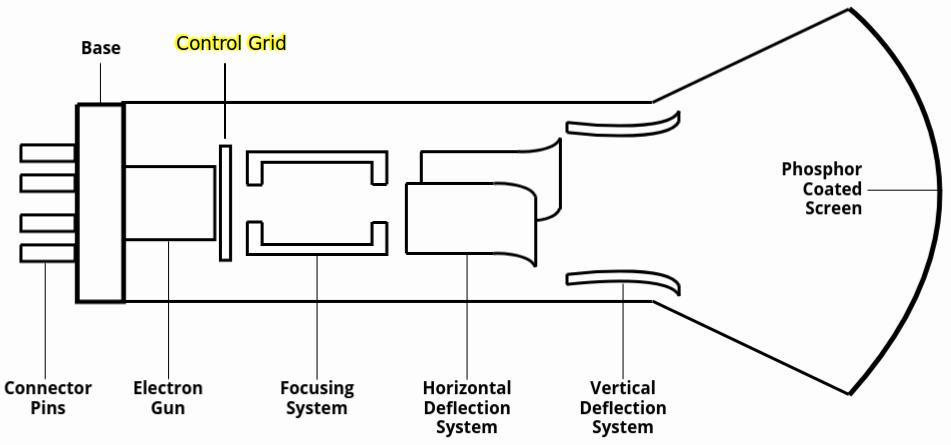 Base
Control Grid
Phosphor
Coated
Screen
Connector
Pins
Electron
Gun
Focusing
System
Horizontal
Deflection
System
Vertical
Deflection
System